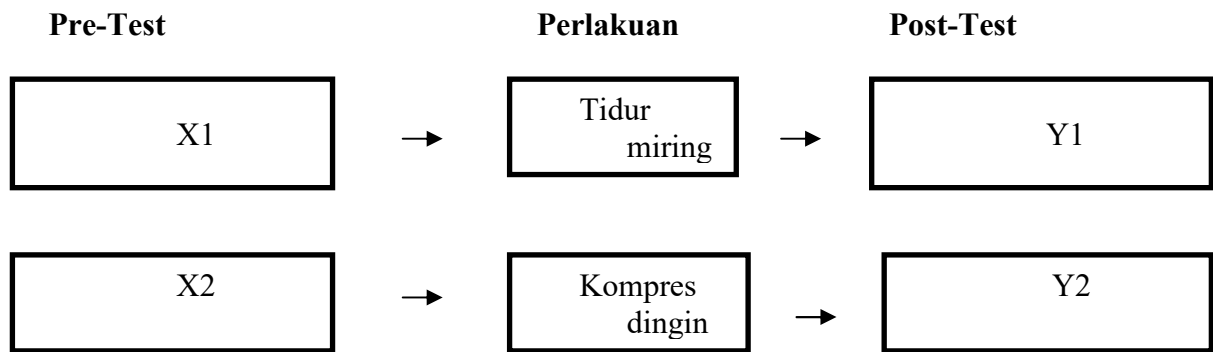 Pre-Test Perlakuan Post-Test
X1
Tidur
miring
Y1
X2
Kompres
dingin
Y2